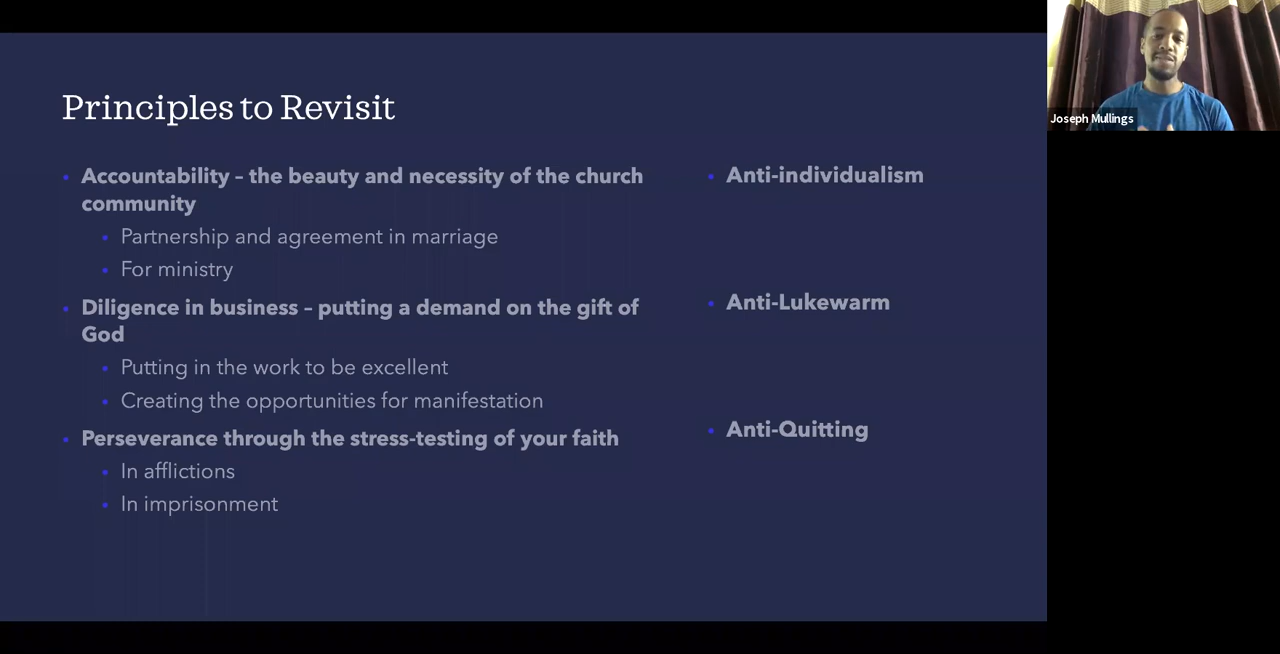 Principles to Revisit
• Accountability – the beauty and necessity of the church
community
• Partnership and agreement in marriage
• For ministry
• Diligence in business – putting a demand on the gift of
God
• Putting in the work to be excellent
• Creating the opportunities for manifestation
• Perseverance through the stress-testing of your faith
• In afflictions
• In imprisonment
• Anti-individualism
• Anti-Lukewarm
• Anti-Quitting
Joseph Mullings